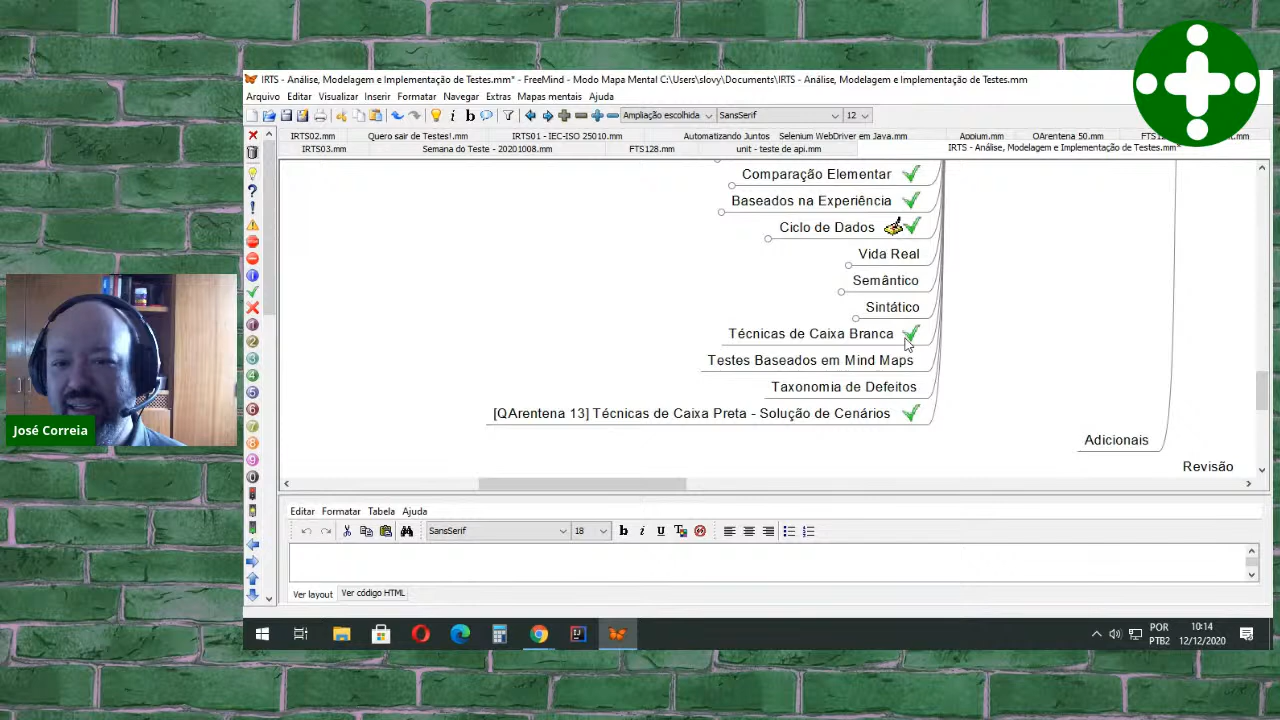 IRTS - Análise, Modelagem e Implementação de Testes.mm* - FreeMind - Modo Mapa Mental C:\Users\slovy\Documents\IRTS - Análise, Modelagem e Implementação de Testes.mm)
Arquivo Editar Visualizar Inserir Formatar Navegar Extras Mapas mentais Ajuda
Ampliação escolhida SansSerif 12
IRTS02.mm Quero sair de Testes!.mm IRTS01 - IEC-ISO 25010.mm Automatizando Juntos Selenium WebDriver em Java.mm Appium.mm QArentena 50.mm
IRTS03.mm Semana do Teste - 20201008.mm FTS128.mm unit - teste de api.mm IRTS - Análise, Modelagem e Implementação de Testes.mm*
Comparação Elementar
Baseados na Experiência
Ciclo de Dados
Vida Real
Semântico
Sintático
Técnicas de Caixa Branca
Testes Baseados em Mind Maps
Taxonomia de Defeitos
[QArentena 13] Técnicas de Caixa Preta - Solução de Cenários
Adicionais
Revisão
José Correia
Editar Formatar Tabela Ajuda
SansSerif 18
Ver layout Ver código HTML
POR 10:14
PTB2 12/12/2020